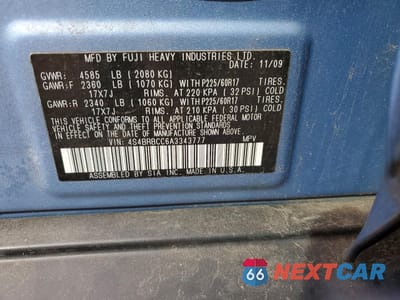 MFD. BY FUJI HEAVY INDUSTRIES LTD.
DATE: 11/09
GVWR: 4585 LB (2080 KG)
GAWR:F 2360 LB (1070 KG) WITH P225/60R17 TIRES.
17X7J RIMS. AT 220 KPA (32 PSI) COLD
GAWR:R 2340 LB (1060 KG) WITH P225/60R17 TIRES.
17X7J RIMS. AT 210 KPA (30 PSI) COLD
THIS VEHICLE CONFORMS TO ALL APPLICABLE FEDERAL MOTOR
VEHICLE SAFETY STANDARDS IN EFFECT ON THE
DATE OF MANUFACTURE SHOWN ABOVE.
VIN: 4S4BRBCC6A3343777 MPV
ASSEMBLED BY SIA INC. MADE IN U.S.A.
66 NEXTCAR